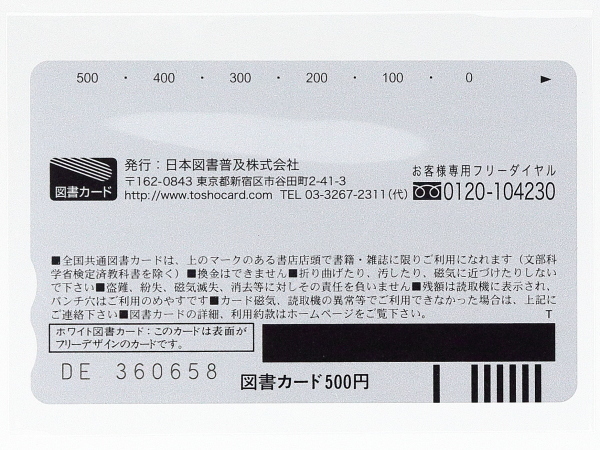 500 ・ 400 ・ 300 ・ 200 ・ 100 ・ 0 ►
図書カード
発行：日本図書普及株式会社
〒162-0843 東京都新宿区市谷田町2-41-3
http://www.toshocard.com TEL 03-3267-2311(代)
お客様専用フリーダイヤル
0120-104230
■全国共通図書カードは、上のマークのある書店店頭で書籍・雑誌に限りご利用になれます（文部科
学省検定済教科書を除く）■換金はできません■折り曲げたり、汚したり、磁気に近づけたりしない
で下さい■盗難、紛失、磁気消滅、消去等に対しその責任を負いません■残額は読取機に表示され、
パンチ穴はご利用のめやすです■カード磁気、読取機の異常等でご利用できなかった場合は、上記に
ご連絡下さい■図書カードの詳細、利用約款はホームページをご覧下さい。 T
ホワイト図書カード：このカードは表面が
フリーデザインのカードです。
DE 360658
図書カード500円